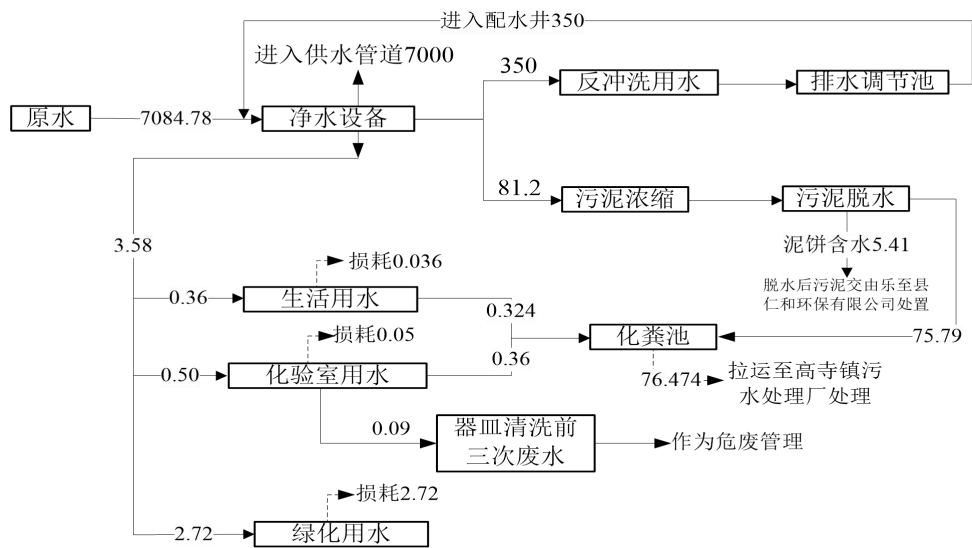 进入配水井350
进入供水管道7000
350
反冲洗用水
排水调节池
原水
7084.78
净水设备
81.2
污泥浓缩
污泥脱水
3.58
泥饼含水5.41
损耗0.036
脱水后污泥交由乐至县
仁和环保有限公司处置
0.36
生活用水
0.324
损耗0.05
化粪池
75.79
0.36
0.50
化验室用水
76.474
拉运至高寺镇污
水处理厂处理
0.09
器皿清洗前
三次废水
作为危废管理
损耗2.72
2.72
绿化用水